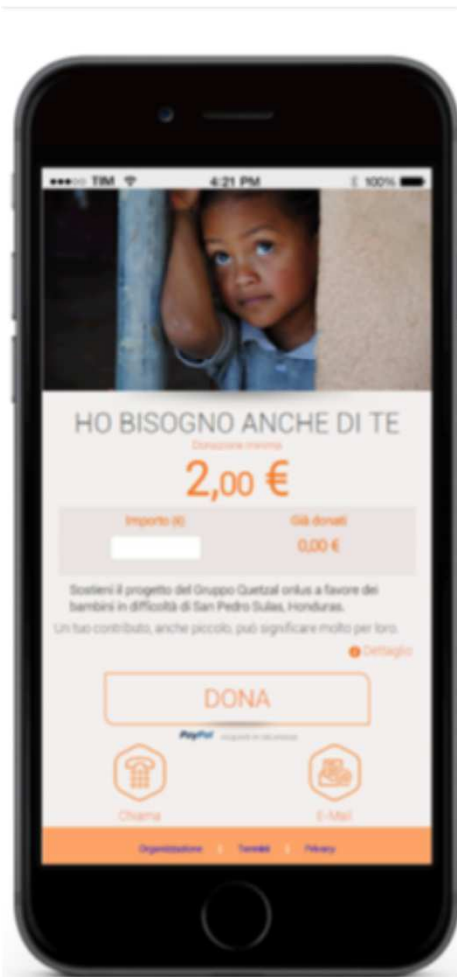 TIM 4:21 PM 100%
HO BISOGNO ANCHE DI TE
Donazione minima
2,00 €
Importo (€) Già donati
0,00 €
Sostieni il progetto del Gruppo Quetzal onlus a favore dei
bambini in difficoltà di San Pedro Sulas, Honduras.
Un tuo contributo, anche piccolo, può significare molto per loro.
Dettaglio
DONA
PayPal
Chiama E-Mail
Organizzazione | Termini | Privacy